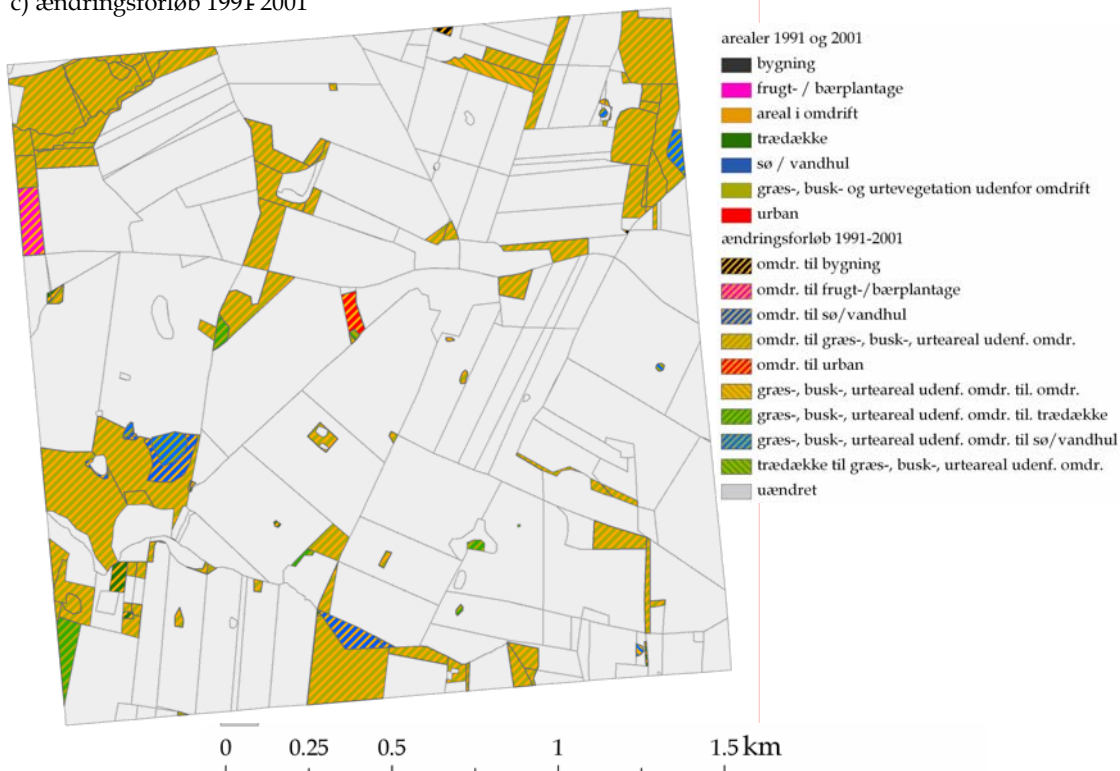 c) ændringsforløb 1991-2001
arealer 1991 og 2001
bygning
frugt- / bærplantage
areal i omdrift
trædække
sø / vandhul
græs-, busk- og urtevegetation udenfor omdrift
urban
ændringsforløb 1991-2001
omdr. til bygning
omdr. til frugt-/bærplantage
omdr. til sø/vandhul
omdr. til græs-, busk-, urteareal udenf. omdr.
omdr. til urban
græs-, busk-, urteareal udenf. omdr. til. omdr.
græs-, busk-, urteareal udenf. omdr. til. trædække
græs-, busk-, urteareal udenf. omdr. til sø/vandhul
trædække til græs-, busk-, urteareal udenf. omdr.
uændret
0 0.25 0.5 1 1.5 km